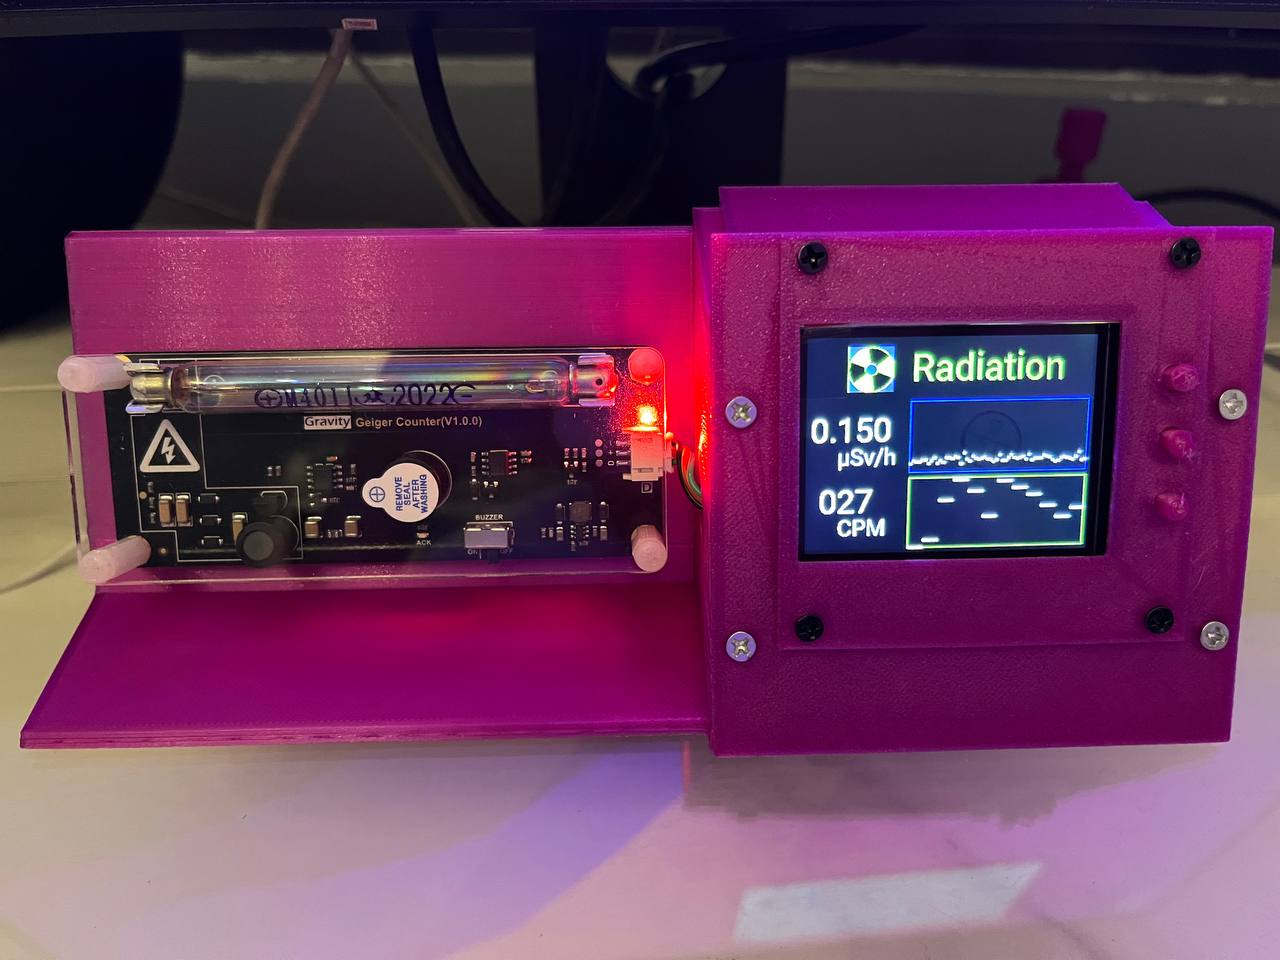 M4011 2022
Gravity Geiger Counter(V1.0.0)
REMOVE
SEAL
AFTER
WASHING
BUZZER
ON OFF
ACK
D
Radiation
0.150
µSv/h
027
CPM